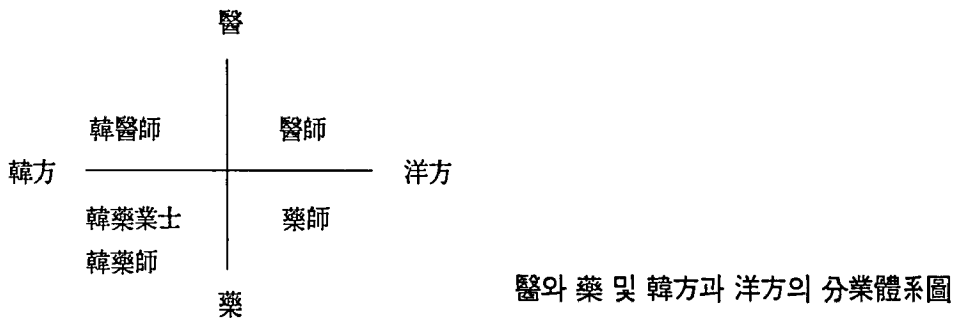 醫
韓醫師 醫師
韓方 洋方
韓藥業士 藥師
韓藥師
藥
醫와 藥 및 韓方과 洋方의 分業體系圖